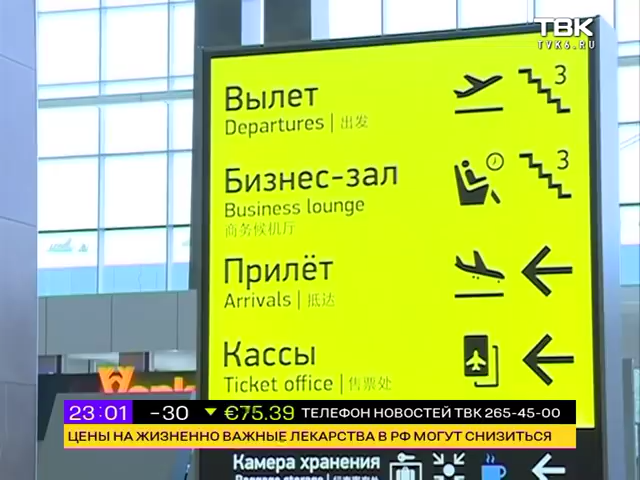 ТВК
TVK6.RU
Вылет
3
Departures | 出发
Бизнес-зал
3
Business lounge
商务候机厅
Прилёт
Arrivals | 抵达
Кассы
Ticket office | 售票处
23:01 -30 €75.39 ТЕЛЕФОН НОВОСТЕЙ ТВК 265-45-00
ЦЕНЫ НА ЖИЗНЕННО ВАЖНЫЕ ЛЕКАРСТВА В РФ МОГУТ СНИЗИТЬСЯ
Камера хранения
Baggage storage